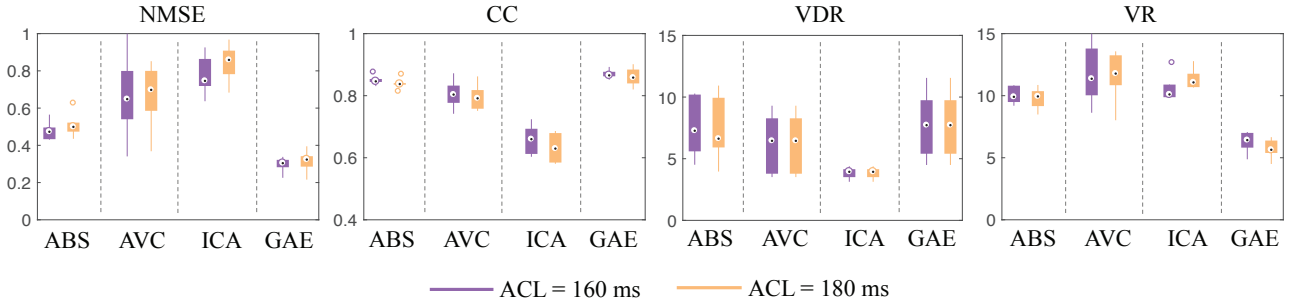 NMSE
CC
VDR
VR
1
0.8
0.6
0.4
0.2
0
1
0.8
0.6
0.4
15
10
5
0
15
10
5
0
ABS AVC ICA GAE
ABS AVC ICA GAE
ABS AVC ICA GAE
ABS AVC ICA GAE
ACL = 160 ms
ACL = 180 ms